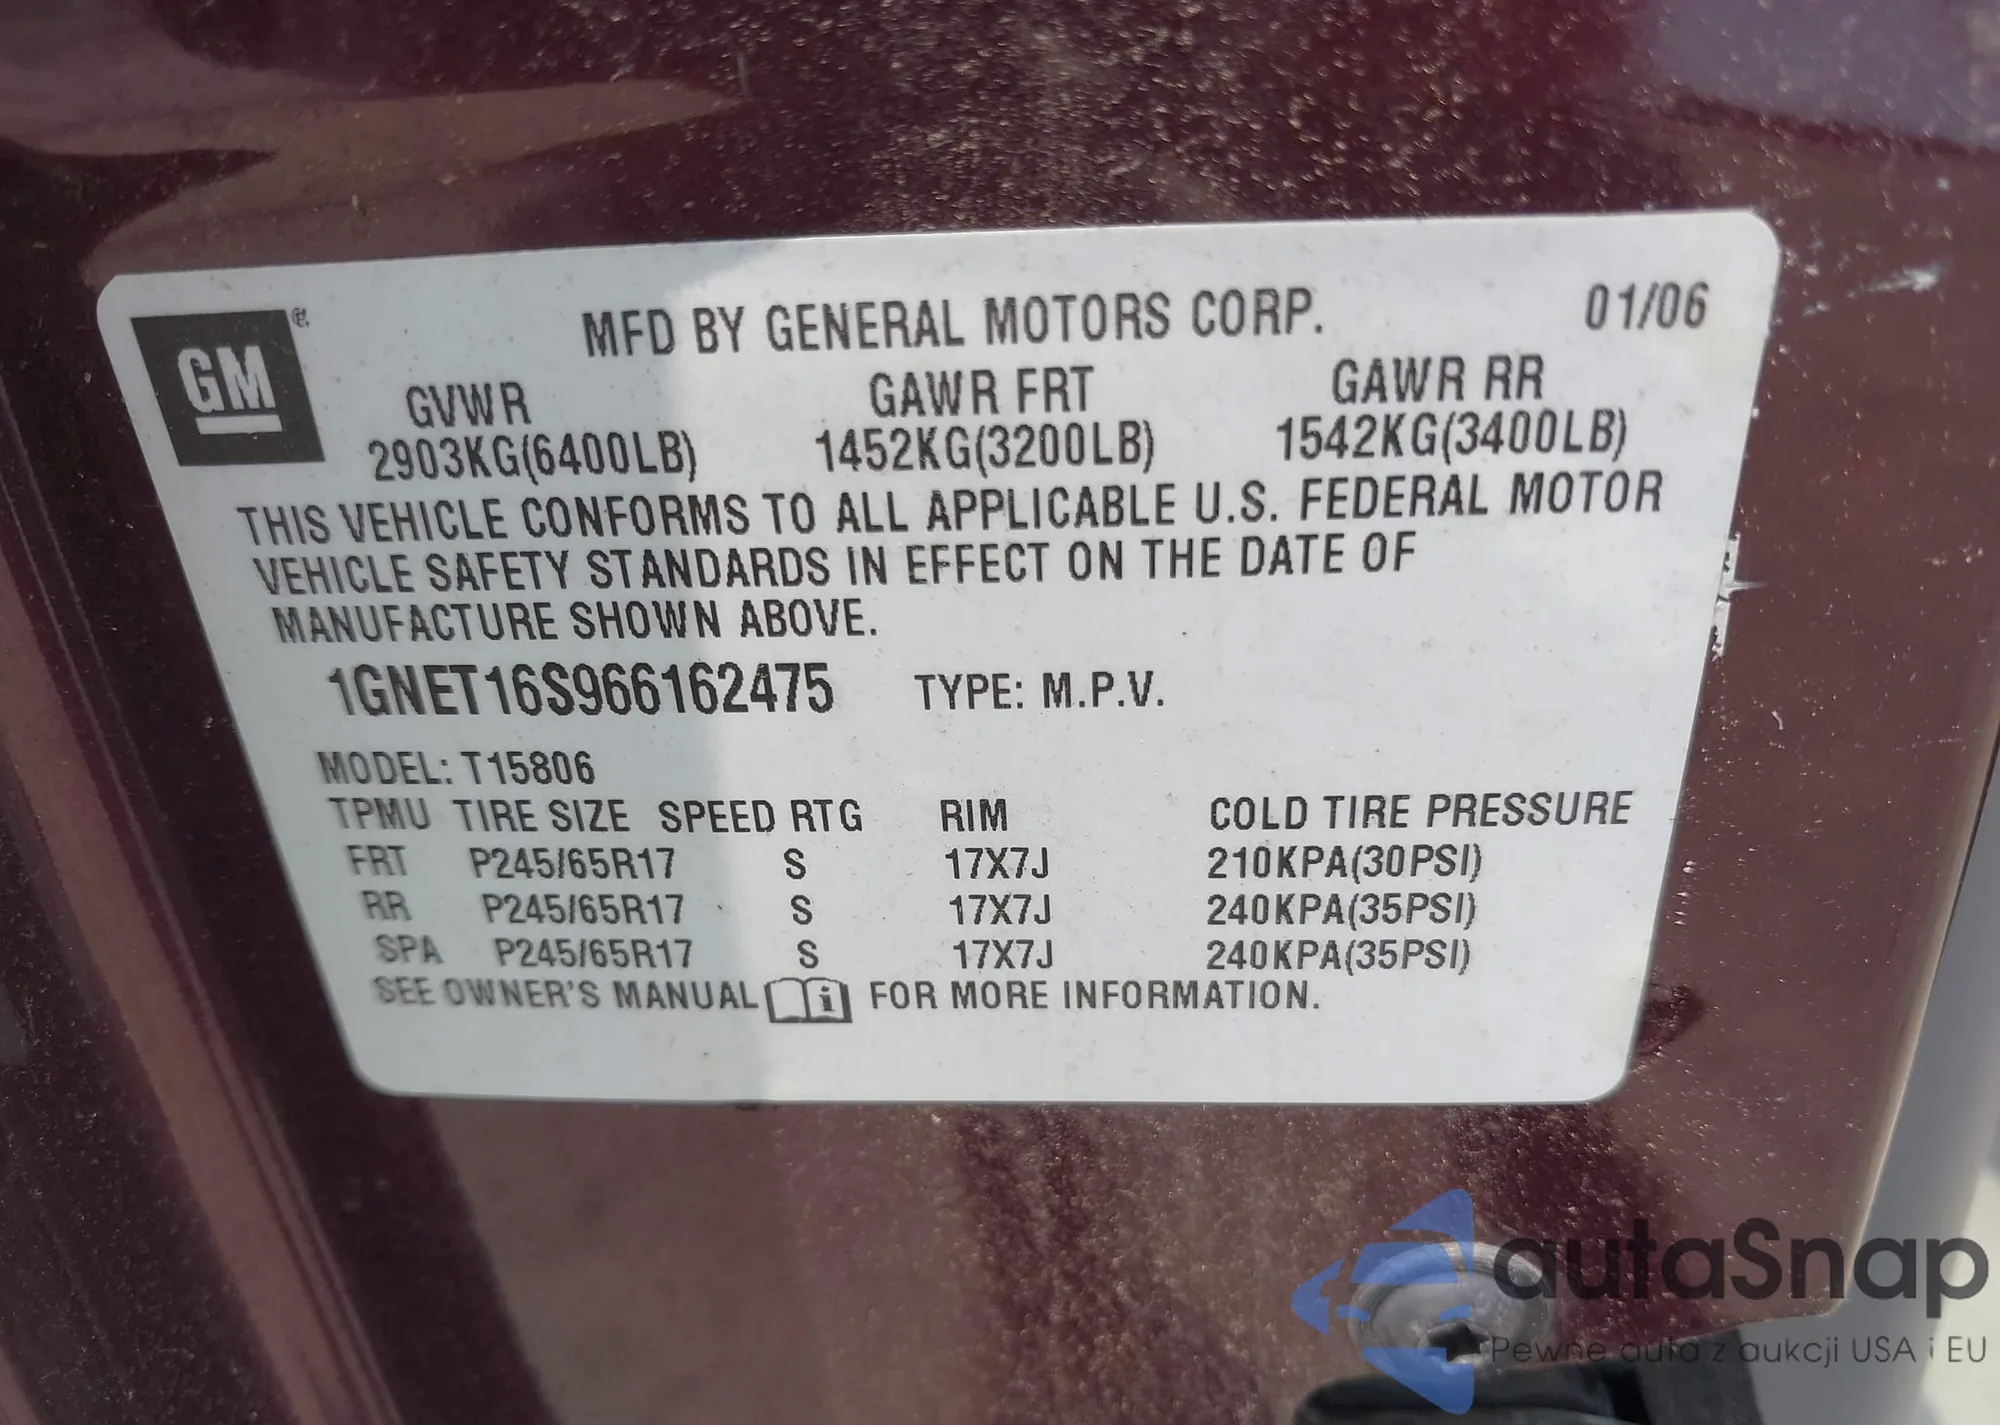 GM®
MFD BY GENERAL MOTORS CORP. 01/06
GVWR GAWR FRT GAWR RR
2903KG(6400LB) 1452KG(3200LB) 1542KG(3400LB)
THIS VEHICLE CONFORMS TO ALL APPLICABLE U.S. FEDERAL MOTOR
VEHICLE SAFETY STANDARDS IN EFFECT ON THE DATE OF
MANUFACTURE SHOWN ABOVE.
1GNET16S966162475 TYPE: M.P.V.
MODEL: T15806
TPMU TIRE SIZE SPEED RTG RIM COLD TIRE PRESSURE
FRT P245/65R17 S 17X7J 210KPA(30PSI)
RR P245/65R17 S 17X7J 240KPA(35PSI)
SPA P245/65R17 S 17X7J 240KPA(35PSI)
SEE OWNER'S MANUAL i FOR MORE INFORMATION.
autaSnap
Pewne auta z aukcji USA i EU